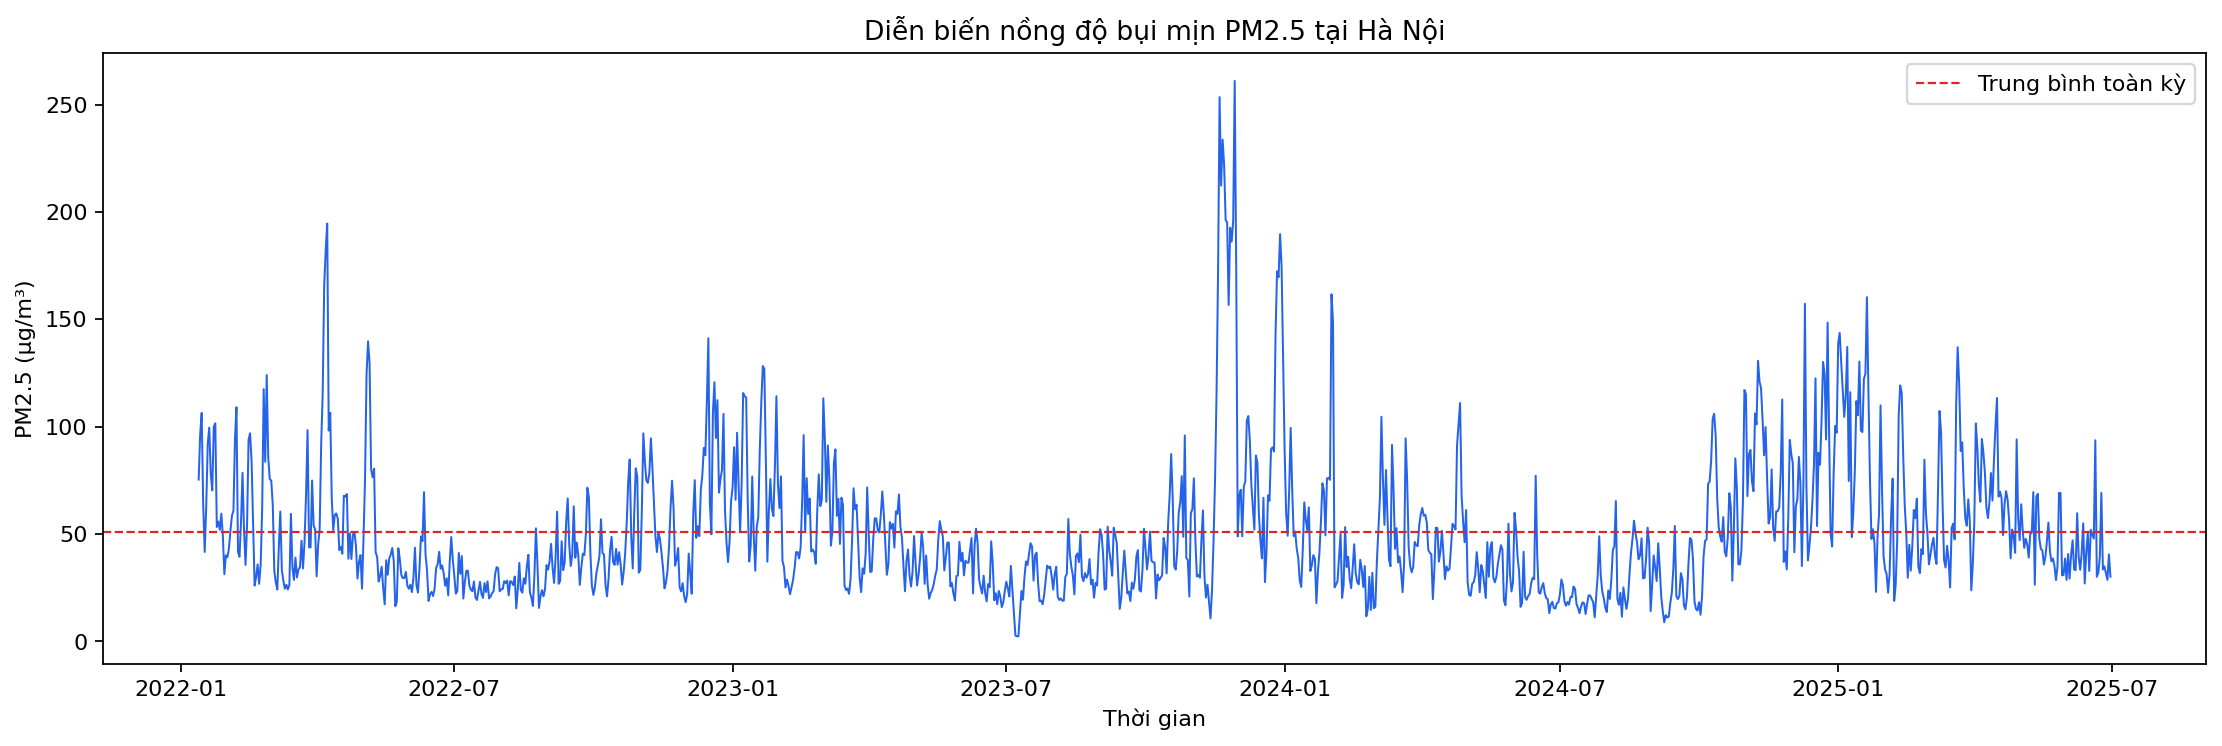 Diễn biến nồng độ bụi mịn PM2.5 tại Hà Nội
Trung bình toàn kỳ
PM2.5 (µg/m³)
250
200
150
100
50
0
2022-01 2022-07 2023-01 2023-07 2024-01 2024-07 2025-01 2025-07
Thời gian